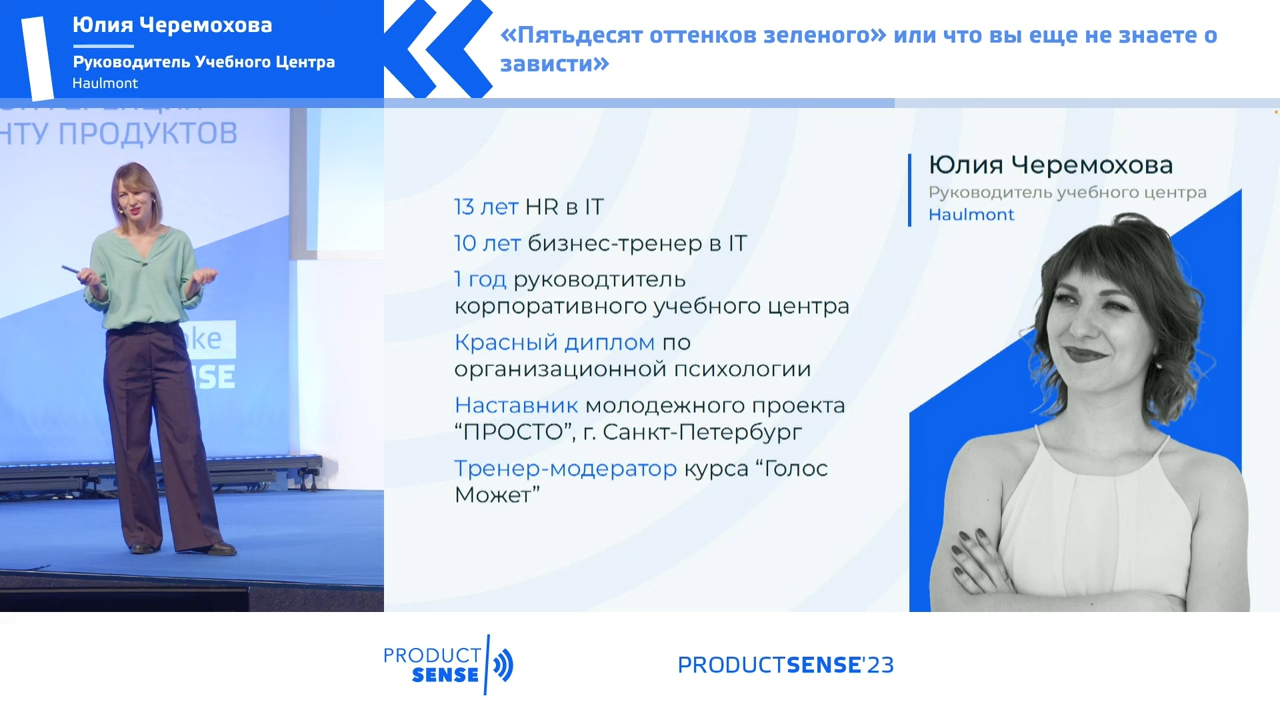 Юлия Черемохова
Руководитель Учебного Центра
Haulmont
«Пятьдесят оттенков зеленого» или что вы еще не знаете о
зависти»
НТУ ПРОДУКТОВ
Юлия Черемохова
Руководитель учебного центра
Haulmont
13 лет HR в IT
10 лет бизнес-тренер в IT
1 год руководтитель
корпоративного учебного центра
Красный диплом по
организационной психологии
Наставник молодежного проекта
“ПРОСТО”, г. Санкт-Петербург
Тренер-модератор курса “Голос
Может”
PRODUCT
SENSE
PRODUCTSENSE'23